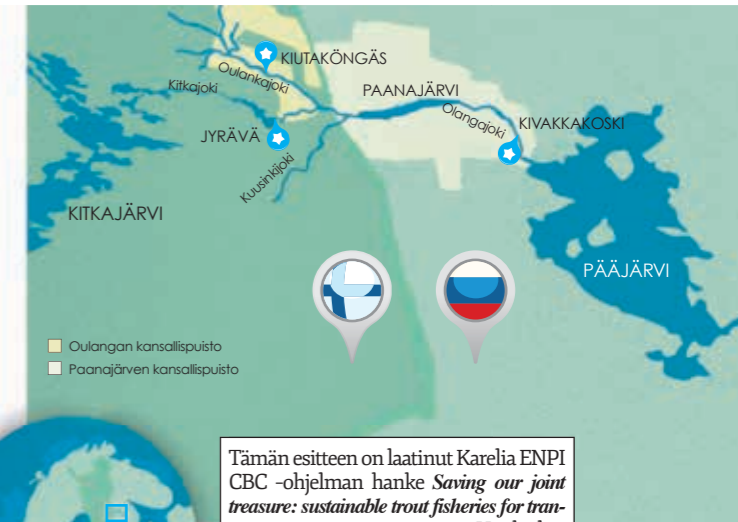 KIUTAKÖNGÄS
Oulankajoki
Kitkajoki
PAANAJÄRVI
Olangajoki
KIVAKKAKOSKI
JYRÄVÄ
Kuusinkijoki
KITKAJÄRVI
PÄÄJÄRVI
Oulangan kansallispuisto
Paanajärven kansallispuisto
Tämän esitteen on laatinut Karelia ENPI
CBC -ohjelman hanke Saving our joint
treasure: sustainable trout fisheries for tran-